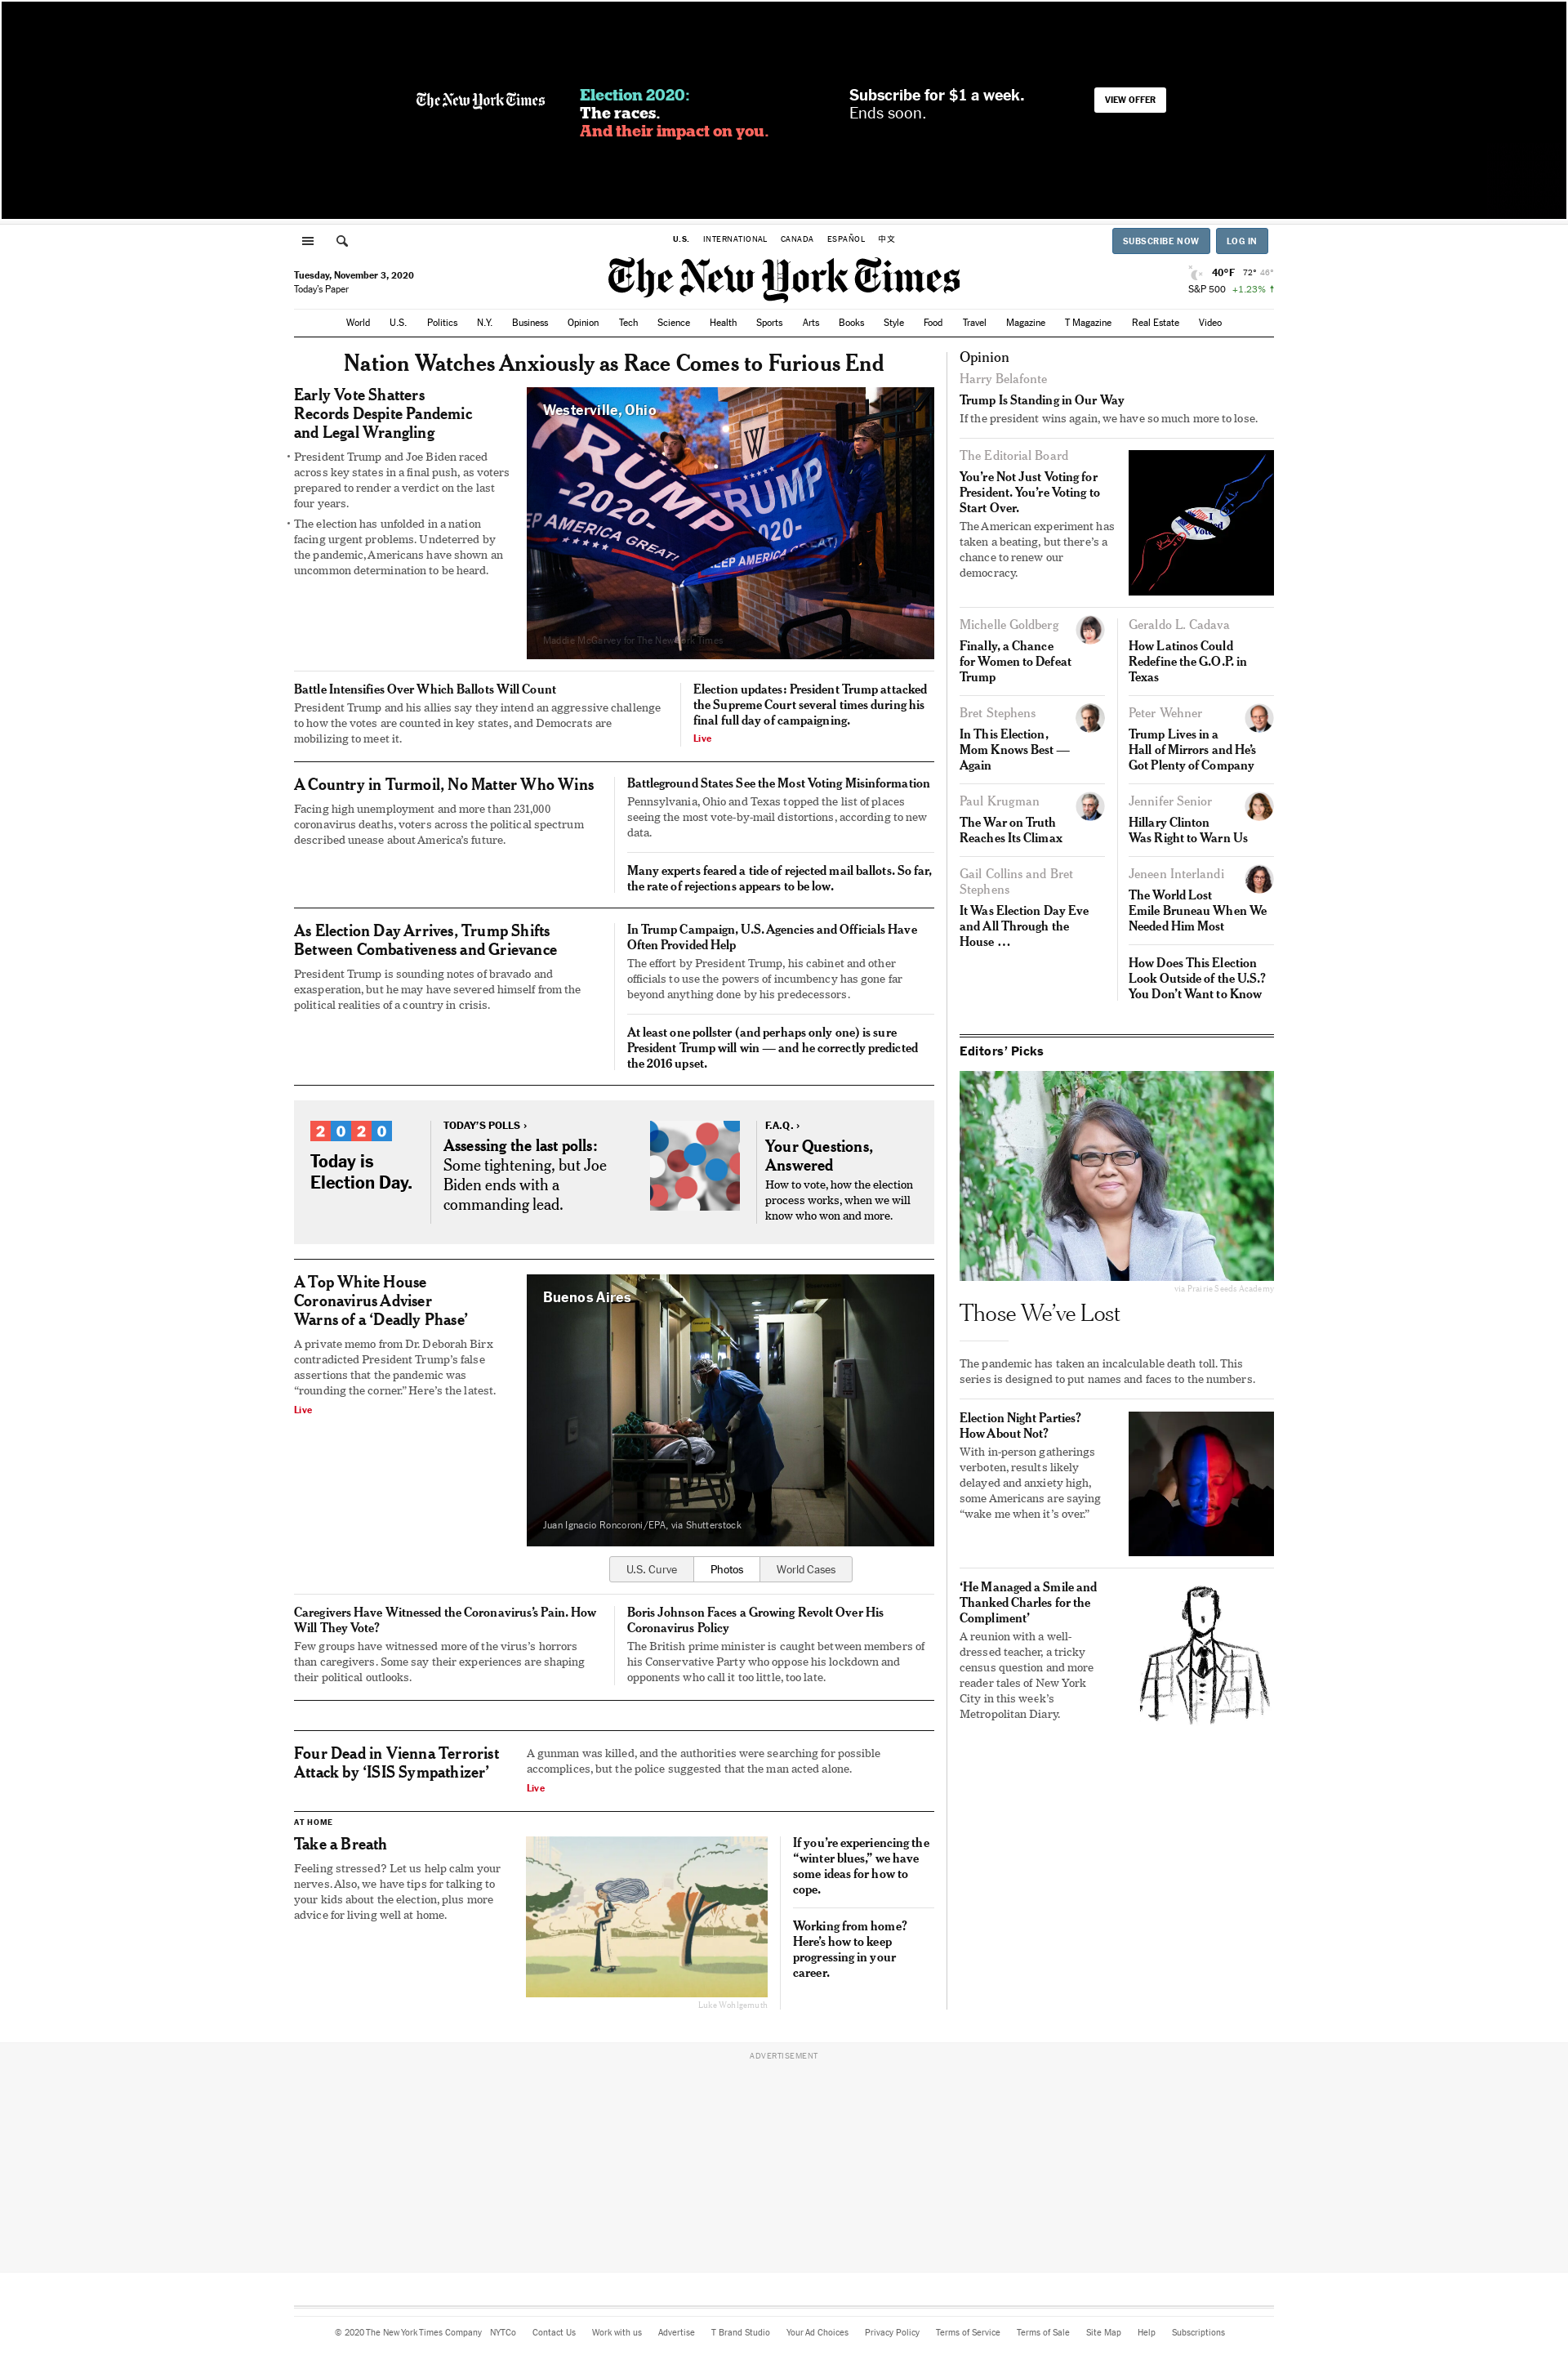 The New York Times
Election 2020:
The races.
And their impact on you.
Subscribe for $1 a week.
Ends soon.
VIEW OFFER
U.S. INTERNATIONAL CANADA ESPAÑOL 中文
SUBSCRIBE NOW LOG IN
Tuesday, November 3, 2020
Today's Paper
The New York Times
40°F 72° 46°
S&P 500 +1.23% ↑
World U.S. Politics N.Y. Business Opinion Tech Science Health Sports Arts Books Style Food Travel Magazine T Magazine Real Estate Video
Nation Watches Anxiously as Race Comes to Furious End
Early Vote Shatters
Records Despite Pandemic
and Legal Wrangling
• President Trump and Joe Biden raced
across key states in a final push, as voters
prepared to render a verdict on the last
four years.
• The election has unfolded in a nation
facing urgent problems. Undeterred by
the pandemic, Americans have shown an
uncommon determination to be heard.
Westerville, Ohio
W
TRUMP
-2020-
AMERICA GREAT!
TRUMP
2020-
KEEP AMERICA GREAT!
Maddie McGarvey for The New York Times
Battle Intensifies Over Which Ballots Will Count
President Trump and his allies say they intend an aggressive challenge
to how the votes are counted in key states, and Democrats are
mobilizing to meet it.
Election updates: President Trump attacked
the Supreme Court several times during his
final full day of campaigning.
Live
A Country in Turmoil, No Matter Who Wins
Facing high unemployment and more than 231,000
coronavirus deaths, voters across the political spectrum
described unease about America's future.
Battleground States See the Most Voting Misinformation
Pennsylvania, Ohio and Texas topped the list of places
seeing the most vote-by-mail distortions, according to new
data.
Many experts feared a tide of rejected mail ballots. So far,
the rate of rejections appears to be low.
As Election Day Arrives, Trump Shifts
Between Combativeness and Grievance
President Trump is sounding notes of bravado and
exasperation, but he may have severed himself from the
political realities of a country in crisis.
In Trump Campaign, U.S. Agencies and Officials Have
Often Provided Help
The effort by President Trump, his cabinet and other
officials to use the powers of incumbency has gone far
beyond anything done by his predecessors.
At least one pollster (and perhaps only one) is sure
President Trump will win — and he correctly predicted
the 2016 upset.
2020
Today is
Election Day.
TODAY'S POLLS ›
Assessing the last polls:
Some tightening, but Joe
Biden ends with a
commanding lead.
F.A.Q. ›
Your Questions,
Answered
How to vote, how the election
process works, when we will
know who won and more.
A Top White House
Coronavirus Adviser
Warns of a ‘Deadly Phase’
A private memo from Dr. Deborah Birx
contradicted President Trump's false
assertions that the pandemic was
“rounding the corner.” Here's the latest.
Live
Buenos Aires
Juan Ignacio Roncoroni/EPA, via Shutterstock
U.S. Curve Photos World Cases
Caregivers Have Witnessed the Coronavirus's Pain. How
Will They Vote?
Few groups have witnessed more of the virus's horrors
than caregivers. Some say their experiences are shaping
their political outlooks.
Boris Johnson Faces a Growing Revolt Over His
Coronavirus Policy
The British prime minister is caught between members of
his Conservative Party who oppose his lockdown and
opponents who call it too little, too late.
Four Dead in Vienna Terrorist
Attack by ‘ISIS Sympathizer’
A gunman was killed, and the authorities were searching for possible
accomplices, but the police suggested that the man acted alone.
Live
AT HOME
Take a Breath
Feeling stressed? Let us help calm your
nerves. Also, we have tips for talking to
your kids about the election, plus more
advice for living well at home.
Luke Wohlgemuth
If you're experiencing the
“winter blues,” we have
some ideas for how to
cope.
Working from home?
Here's how to keep
progressing in your
career.
Opinion
Harry Belafonte
Trump Is Standing in Our Way
If the president wins again, we have so much more to lose.
The Editorial Board
You're Not Just Voting for
President. You're Voting to
Start Over.
The American experiment has
taken a beating, but there's a
chance to renew our
democracy.
I
Voted
Michelle Goldberg
Finally, a Chance
for Women to Defeat
Trump
Geraldo L. Cadava
How Latinos Could
Redefine the G.O.P. in
Texas
Bret Stephens
In This Election,
Mom Knows Best —
Again
Peter Wehner
Trump Lives in a
Hall of Mirrors and He's
Got Plenty of Company
Paul Krugman
The War on Truth
Reaches Its Climax
Jennifer Senior
Hillary Clinton
Was Right to Warn Us
Gail Collins and Bret
Stephens
It Was Election Day Eve
and All Through the
House …
Jeneen Interlandi
The World Lost
Emile Bruneau When We
Needed Him Most
How Does This Election
Look Outside of the U.S.?
You Don't Want to Know
Editors' Picks
via Prairie Seeds Academy
Those We've Lost
The pandemic has taken an incalculable death toll. This
series is designed to put names and faces to the numbers.
Election Night Parties?
How About Not?
With in-person gatherings
verboten, results likely
delayed and anxiety high,
some Americans are saying
“wake me when it's over.”
‘He Managed a Smile and
Thanked Charles for the
Compliment’
A reunion with a well-
dressed teacher, a tricky
census question and more
reader tales of New York
City in this week's
Metropolitan Diary.
ADVERTISEMENT
© 2020 The New York Times Company NYTCo Contact Us Work with us Advertise T Brand Studio Your Ad Choices Privacy Policy Terms of Service Terms of Sale Site Map Help Subscriptions